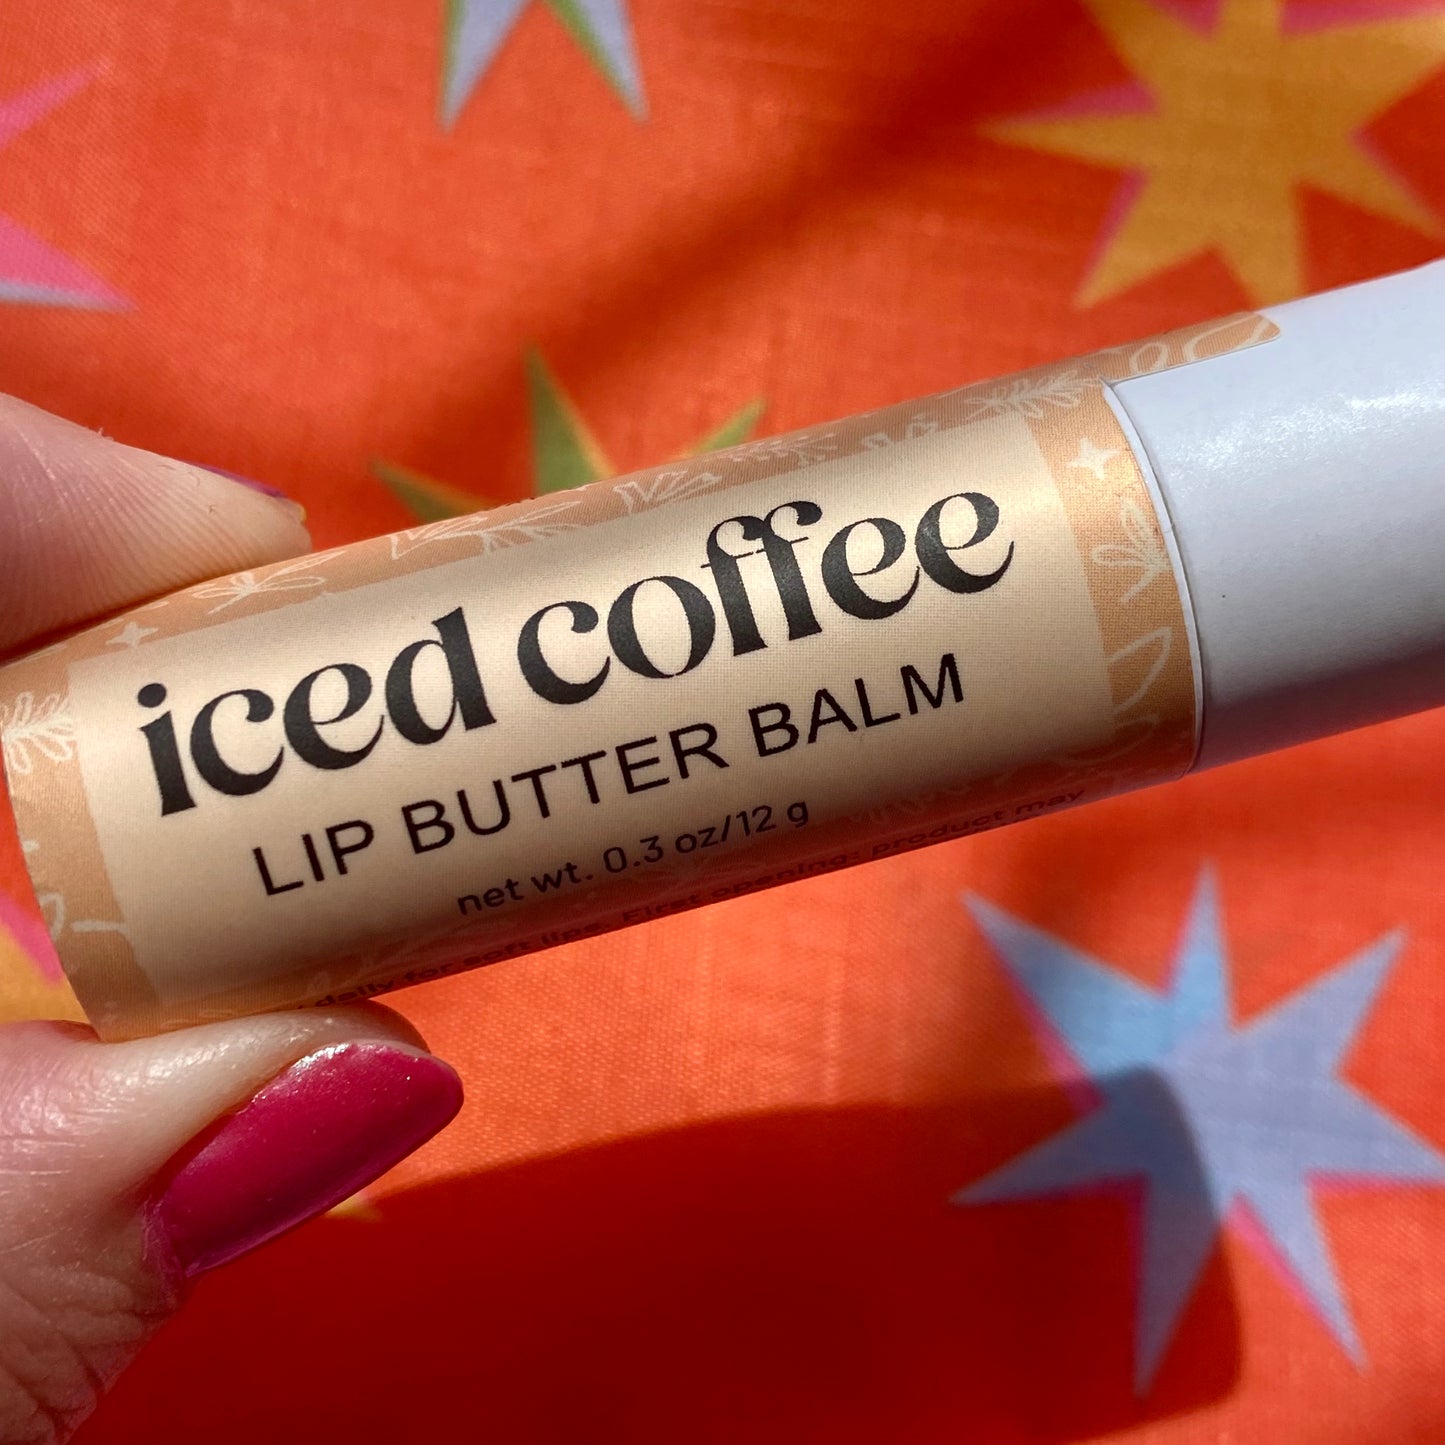 iced coffee
LIP BUTTER BALM
net wt. 0.3 oz/12 g
daily for soft lips. First opening: product may